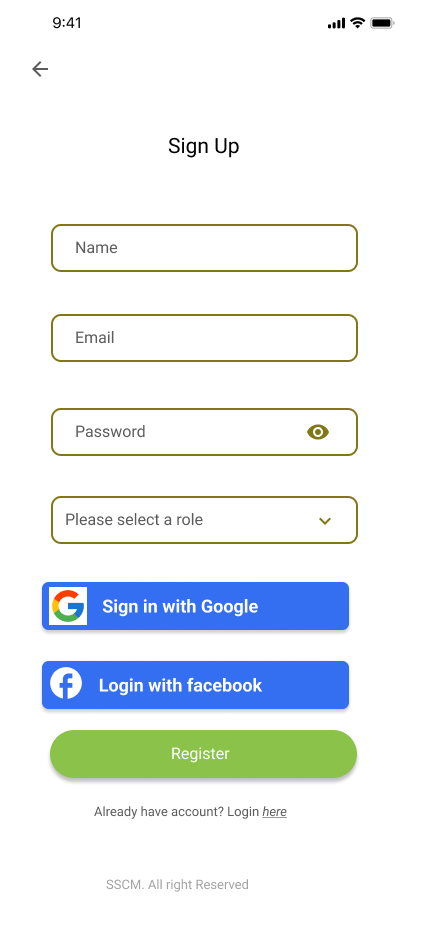 9:41
Sign Up
Name
Email
Password
Please select a role
Sign in with Google
Login with facebook
Register
Already have account? Login here
SSCM. All right Reserved